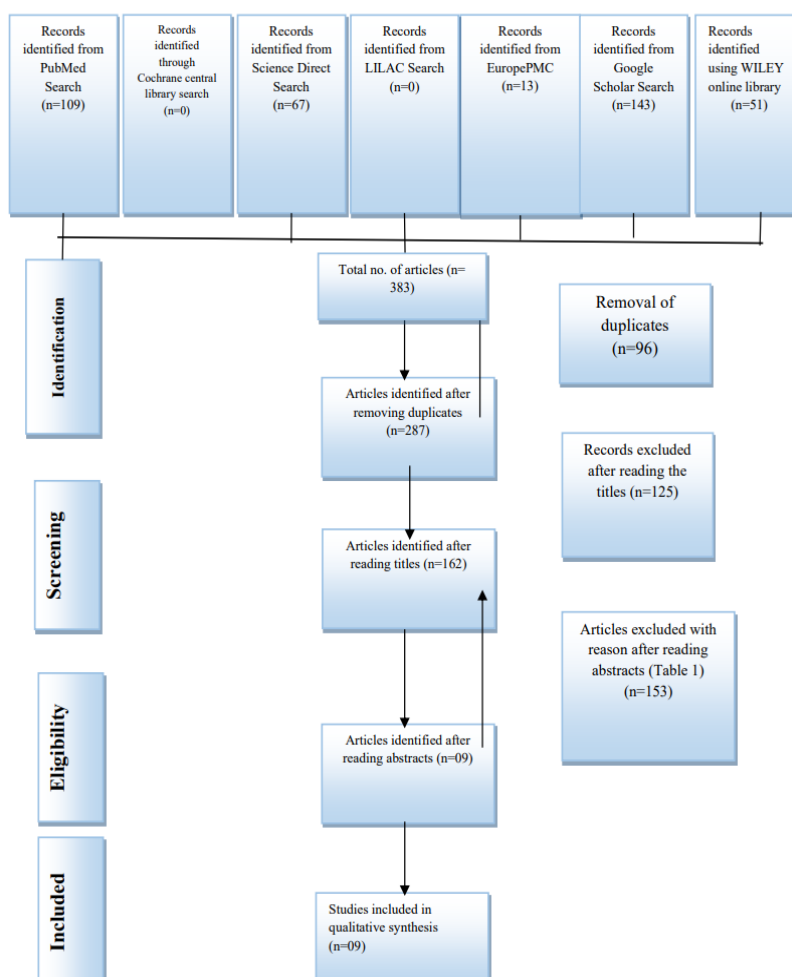 Records
identified from
PubMed
Search
(n=109)
Records
identified
through
Cochrane central
library search
(n=0)
Records
identified from
Science Direct
Search
(n=67)
Records
identified from
LILAC Search
(n=0)
Records
identified from
EuropePMC
(n=13)
Records
identified from
Google
Scholar Search
(n=143)
Records
identified
using WILEY
online library
(n=51)
Identification
Total no. of articles (n=
383)
Removal of
duplicates
(n=96)
Articles identified after
removing duplicates
(n=287)
Records excluded
after reading the
titles (n=125)
Screening
Articles identified after
reading titles (n=162)
Articles excluded with
reason after reading
abstracts (Table 1)
(n=153)
Eligibility
Articles identified after
reading abstracts (n=09)
Included
Studies included in
qualitative synthesis
(n=09)